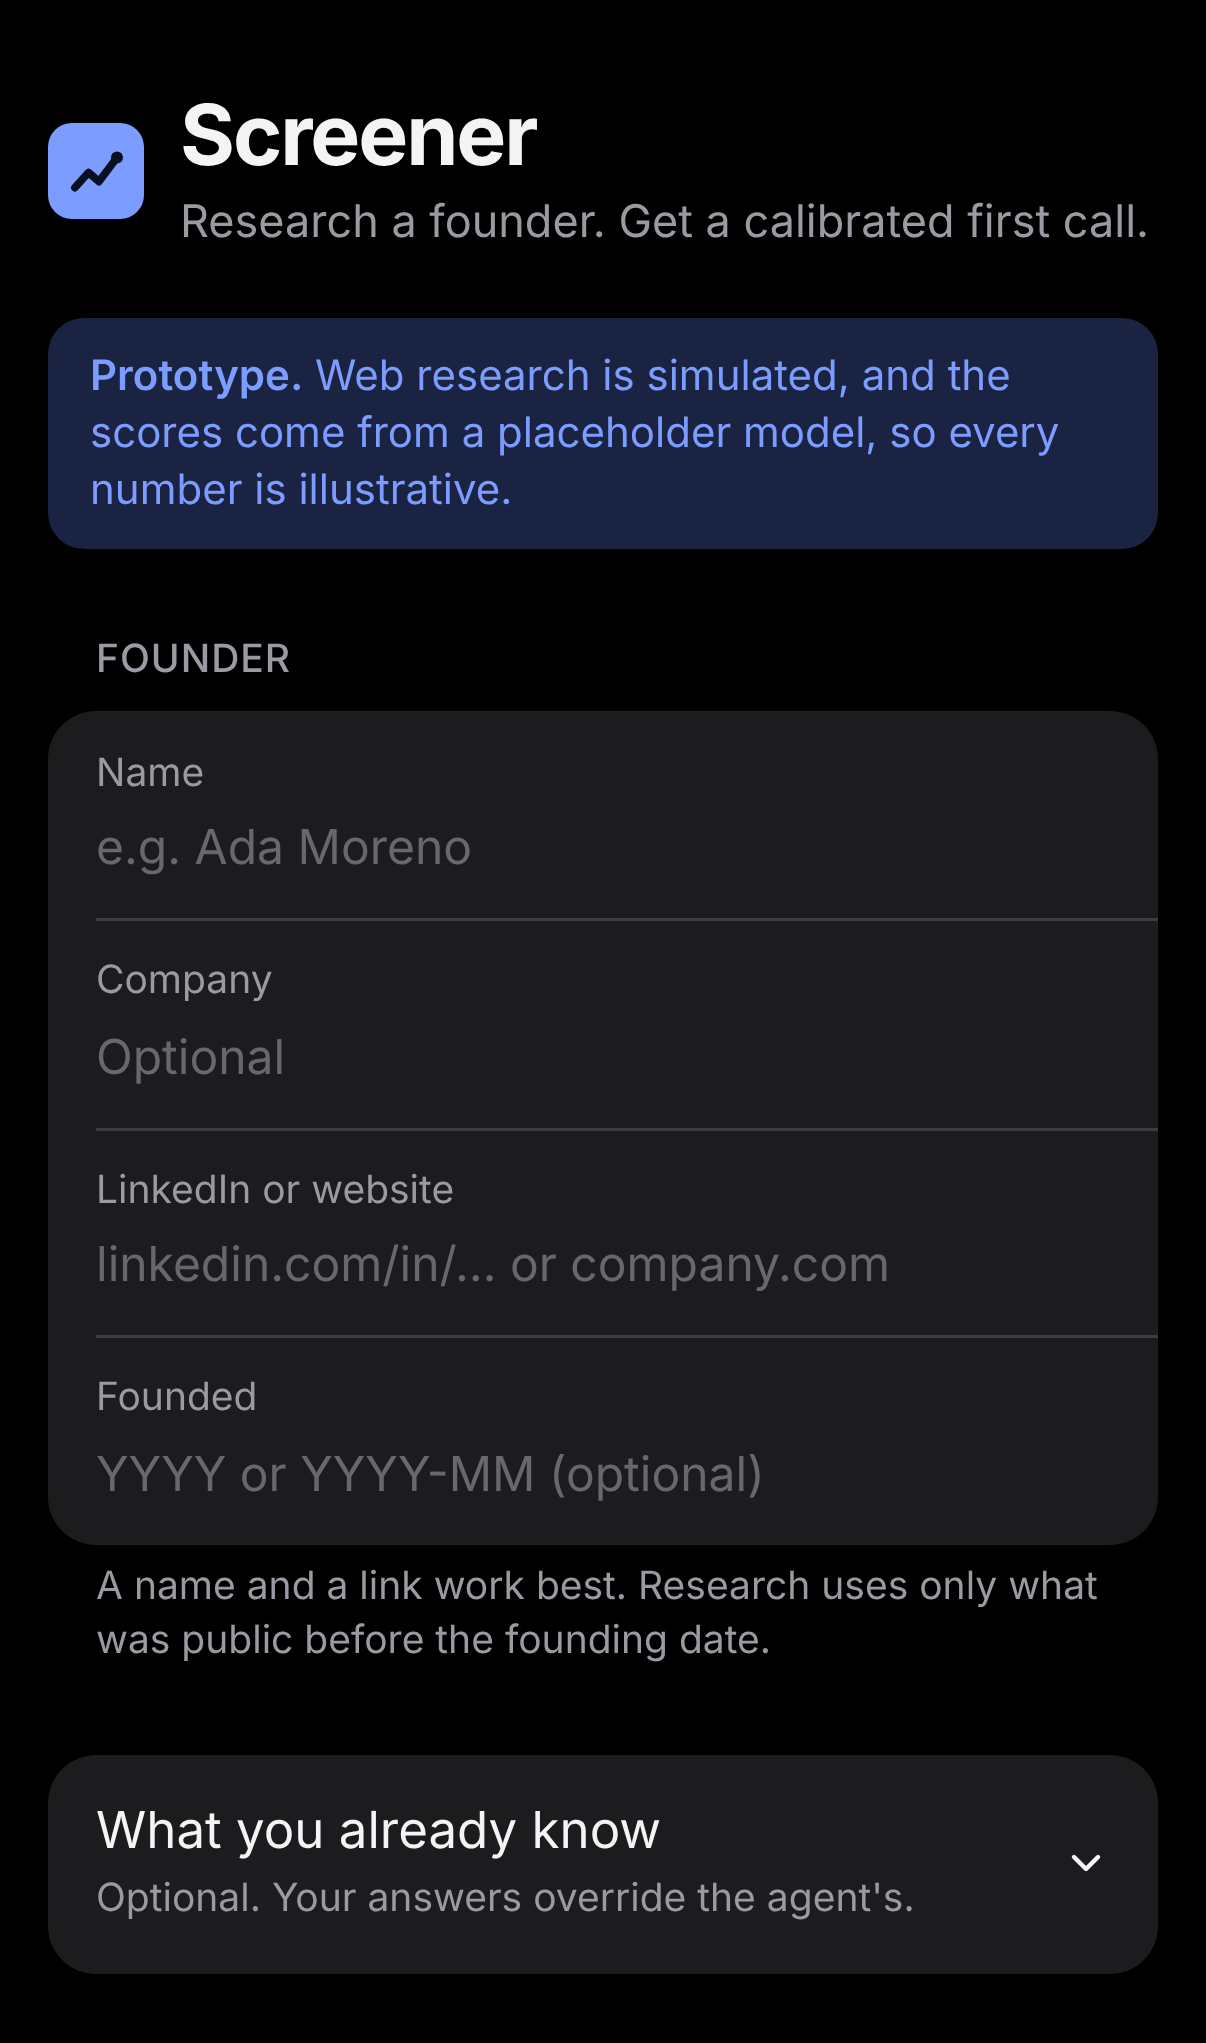 Screener
Research a founder. Get a calibrated first call.
Prototype. Web research is simulated, and the
scores come from a placeholder model, so every
number is illustrative.
FOUNDER
Name
e.g. Ada Moreno
Company
Optional
LinkedIn or website
linkedin.com/in/... or company.com
Founded
YYYY or YYYY-MM (optional)
A name and a link work best. Research uses only what
was public before the founding date.
What you already know
Optional. Your answers override the agent's.